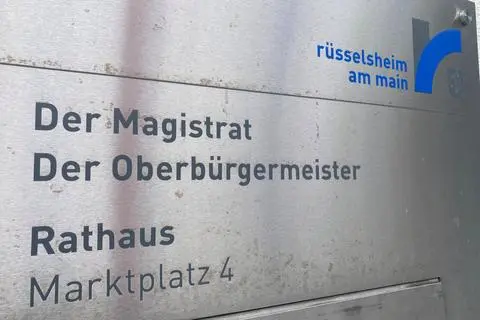 rüsselsheim
am main
Der Magistrat
Der Oberbürgermeister
Rathaus
Marktplatz 4